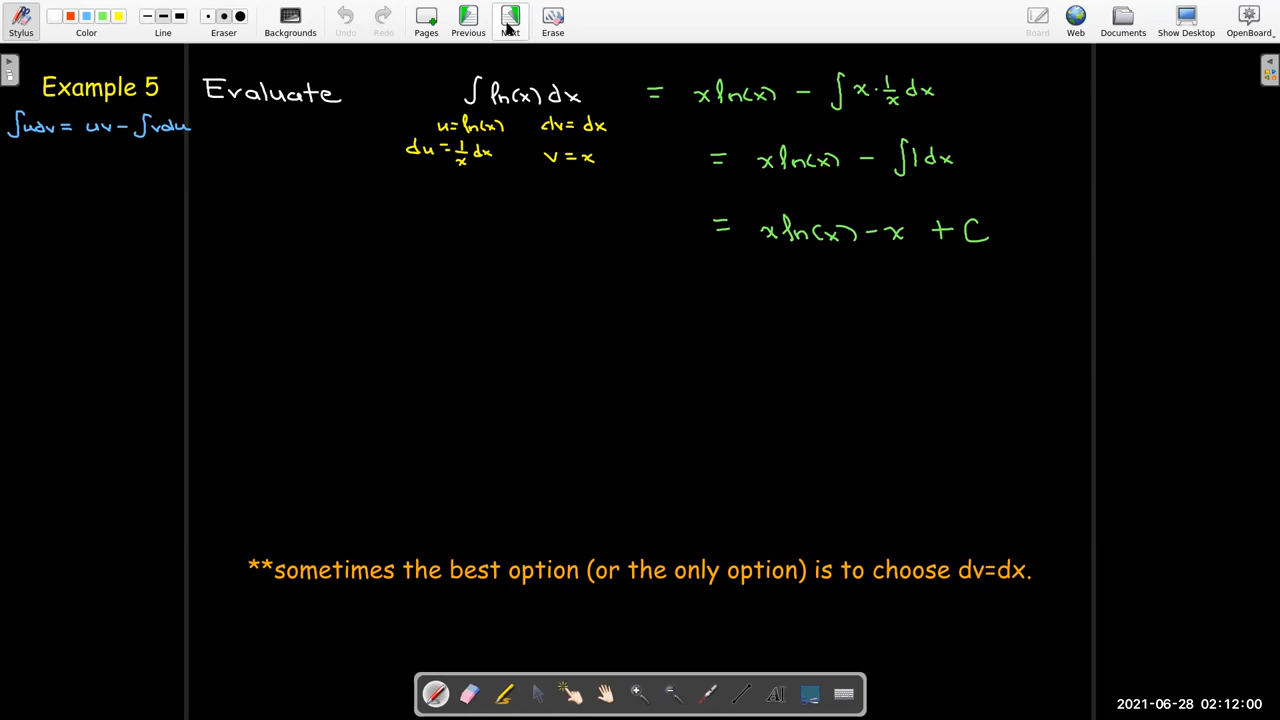 Stylus Color Line Eraser Backgrounds Undo Redo Pages Previous Next Erase Board Web Documents Show Desktop OpenBoard
Example 5 Evaluate ∫ ln(x) dx = x ln(x) - ∫ x · 1/x dx
∫udv = uv - ∫vdu
u = ln(x) dv = dx
du = 1/x dx v = x
= x ln(x) - ∫ 1 dx
= x ln(x) - x + C
**sometimes the best option (or the only option) is to choose dv=dx.
AI
2021-06-28 02:12:00